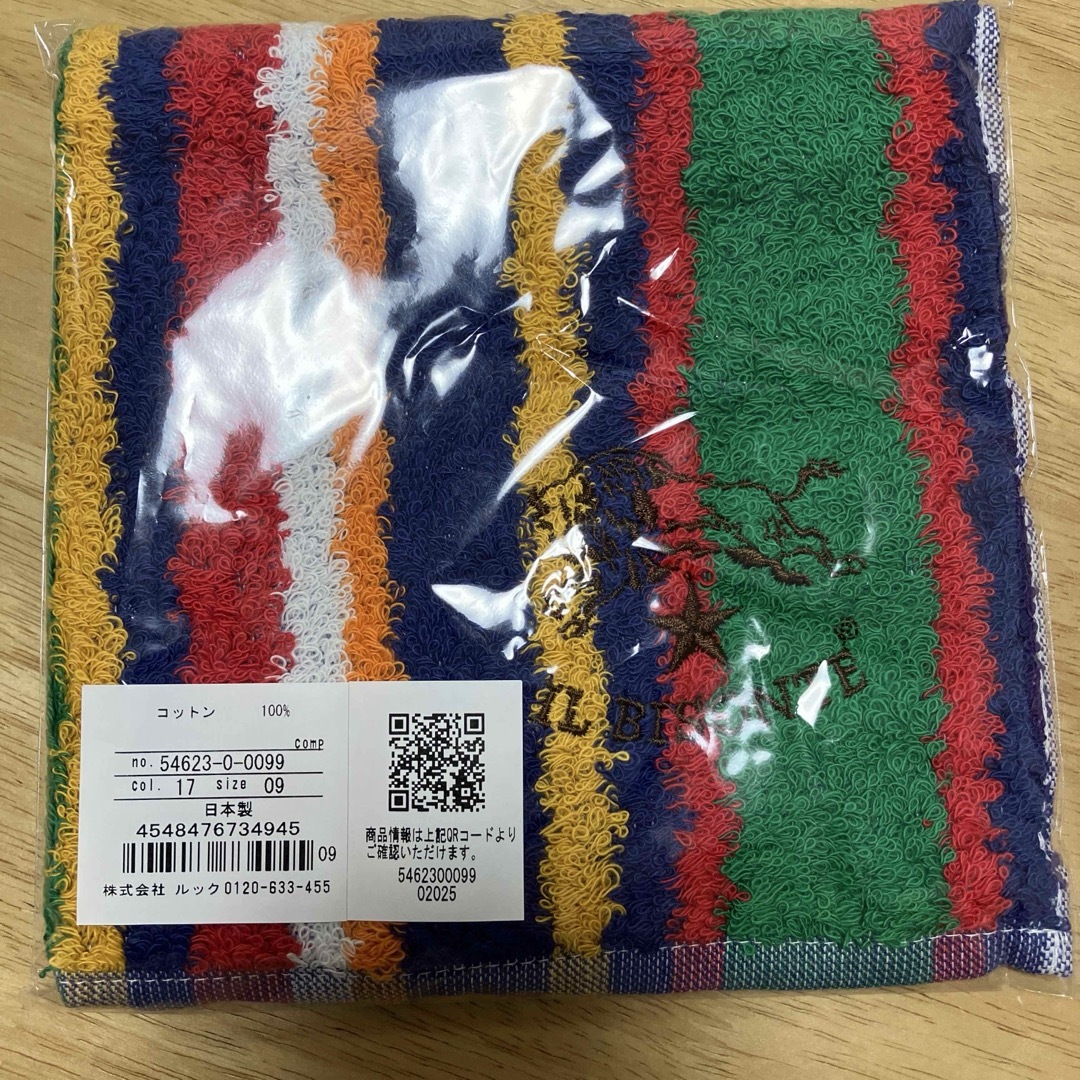 IL BISONTE®
コットン 100%
comp
no. 54623-0-0099
col. 17 size 09
日本製
4548476734945
09
株式会社 ルック 0120-633-455
商品情報は上記QRコードより
ご確認いただけます。
5462300099
02025